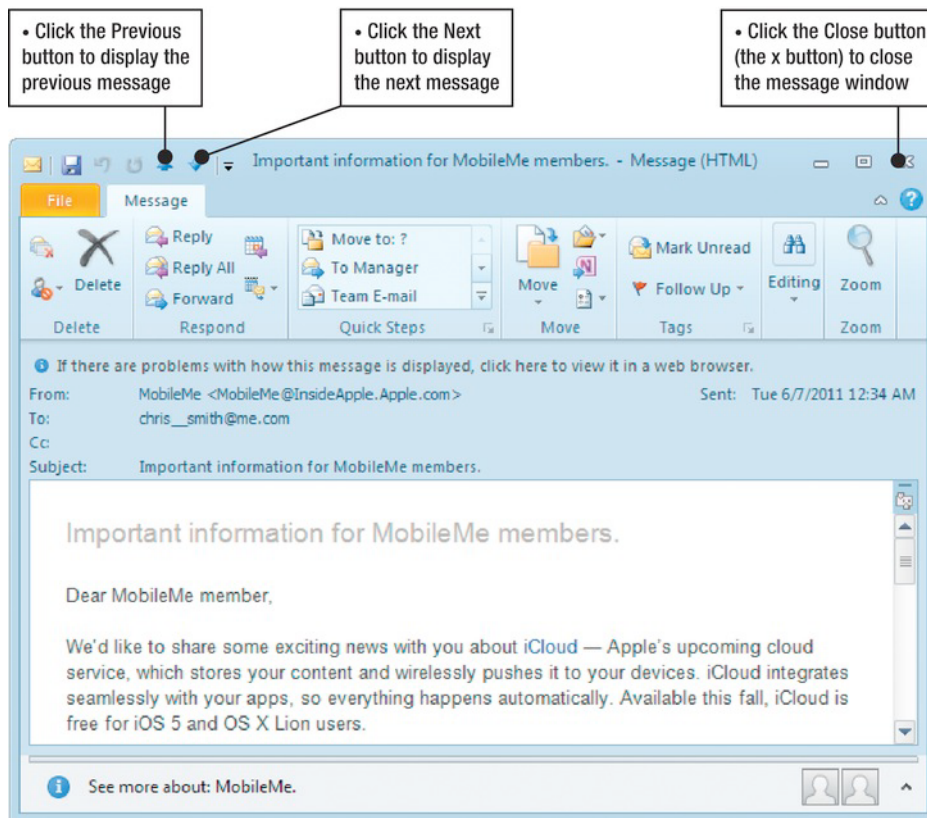 • Click the Previous
button to display the
previous message
• Click the Next
button to display
the next message
• Click the Close button
(the x button) to close
the message window
Important information for MobileMe members. - Message (HTML)
File
Message
Delete
Delete
Reply
Reply All
Forward
Respond
Move to: ?
To Manager
Team E-mail
Quick Steps
Move
Move
Mark Unread
Follow Up
Tags
Editing
Zoom
Zoom
If there are problems with how this message is displayed, click here to view it in a web browser.
From: MobileMe <MobileMe@InsideApple.Apple.com> Sent: Tue 6/7/2011 12:34 AM
To: chris__smith@me.com
Cc:
Subject: Important information for MobileMe members.
Important information for MobileMe members.
Dear MobileMe member,
We'd like to share some exciting news with you about iCloud — Apple's upcoming cloud
service, which stores your content and wirelessly pushes it to your devices. iCloud integrates
seamlessly with your apps, so everything happens automatically. Available this fall, iCloud is
free for iOS 5 and OS X Lion users.
See more about: MobileMe.